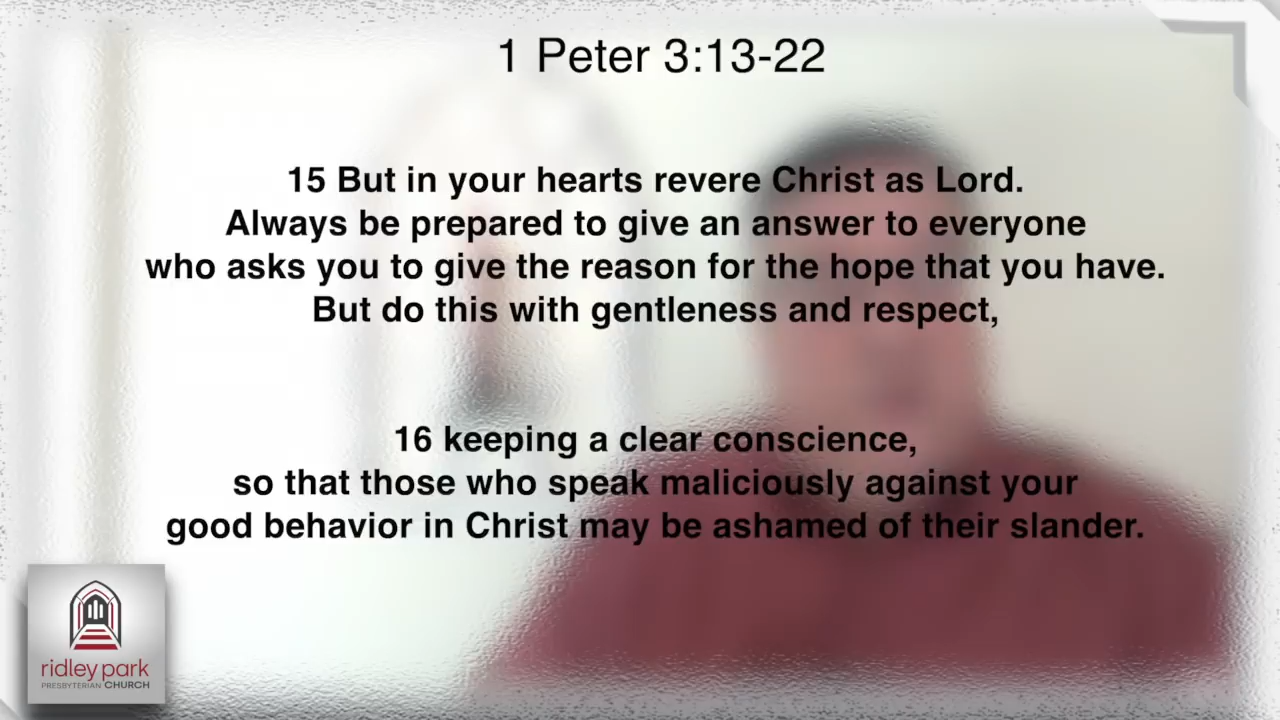 1 Peter 3:13-22
15 But in your hearts revere Christ as Lord.
Always be prepared to give an answer to everyone
who asks you to give the reason for the hope that you have.
But do this with gentleness and respect,
16 keeping a clear conscience,
so that those who speak maliciously against your
good behavior in Christ may be ashamed of their slander.
ridley park
PRESBYTERIAN CHURCH